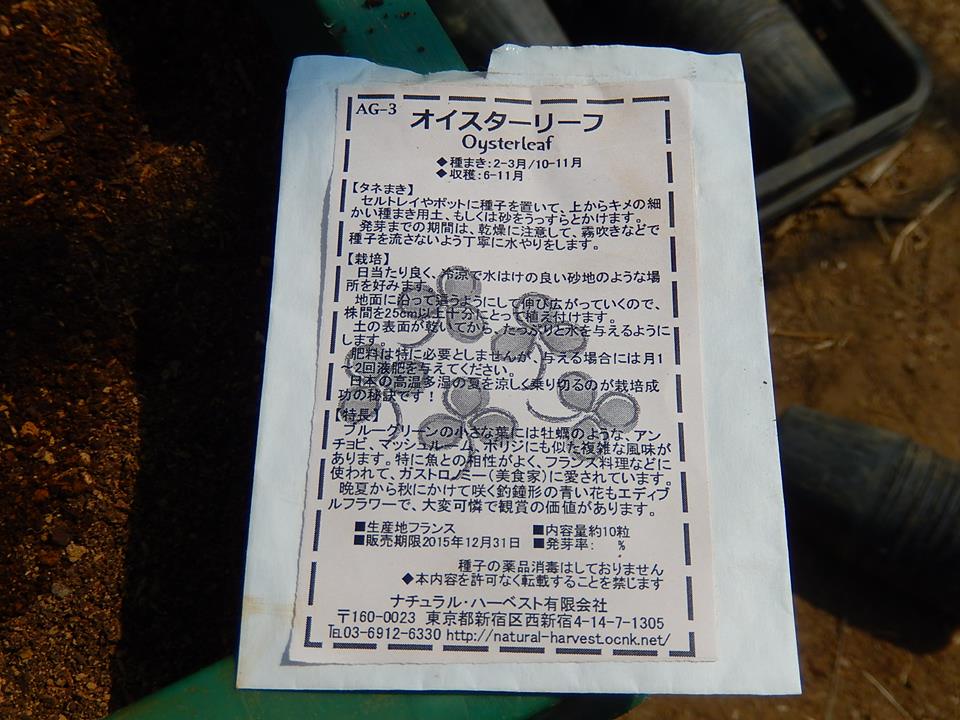 AG-3
オイスターリーフ
Oysterleaf
◆種まき:2-3月/10-11月
◆収穫:6-11月
【タネまき】
セルトレイやポットに種子を置いて、上からキメの細
かい種まき用土、もしくは砂をうっすらとかけます。
発芽までの期間は、乾燥に注意して、霧吹きなどで
種子を流さないよう丁寧に水やりをします。
【栽培】
日当たり良く、冷涼で水はけの良い砂地のような場
所を好みます。
地面に沿って這うようにして伸び広がっていくので、
株間を25cm以上十分にとって植え付けます。
土の表面が乾いてから、たっぷりと水を与えるように
します。
肥料は特に必要としませんが、与える場合には月1
~2回液肥を与えてください。
日本の高温多湿の夏を涼しく乗り切るのが栽培成
功の秘訣です!
【特長】
ブルーグリーンの小さな葉には牡蠣のような、アン
チョビ、マッシュルーム、ボリジにも似た複雑な風味が
あります。特に魚との相性がよく、フランス料理などに
使われて、ガストロノミー(美食家)に愛されています。
晩夏から秋にかけて咲く釣鐘形の青い花もエディブ
ルフラワーで、大変可憐で観賞の価値があります。
■生産地フランス ■内容量約10粒
■販売期限2015年12月31日 ■発芽率: %
種子の薬品消毒はしておりません
◆本内容を許可なく転載することを禁じます
ナチュラル・ハーベスト有限会社
〒160-0023 東京都新宿区西新宿4-14-7-1305
℡03-6912-6330 http://natural-harvest.ocnk.net/